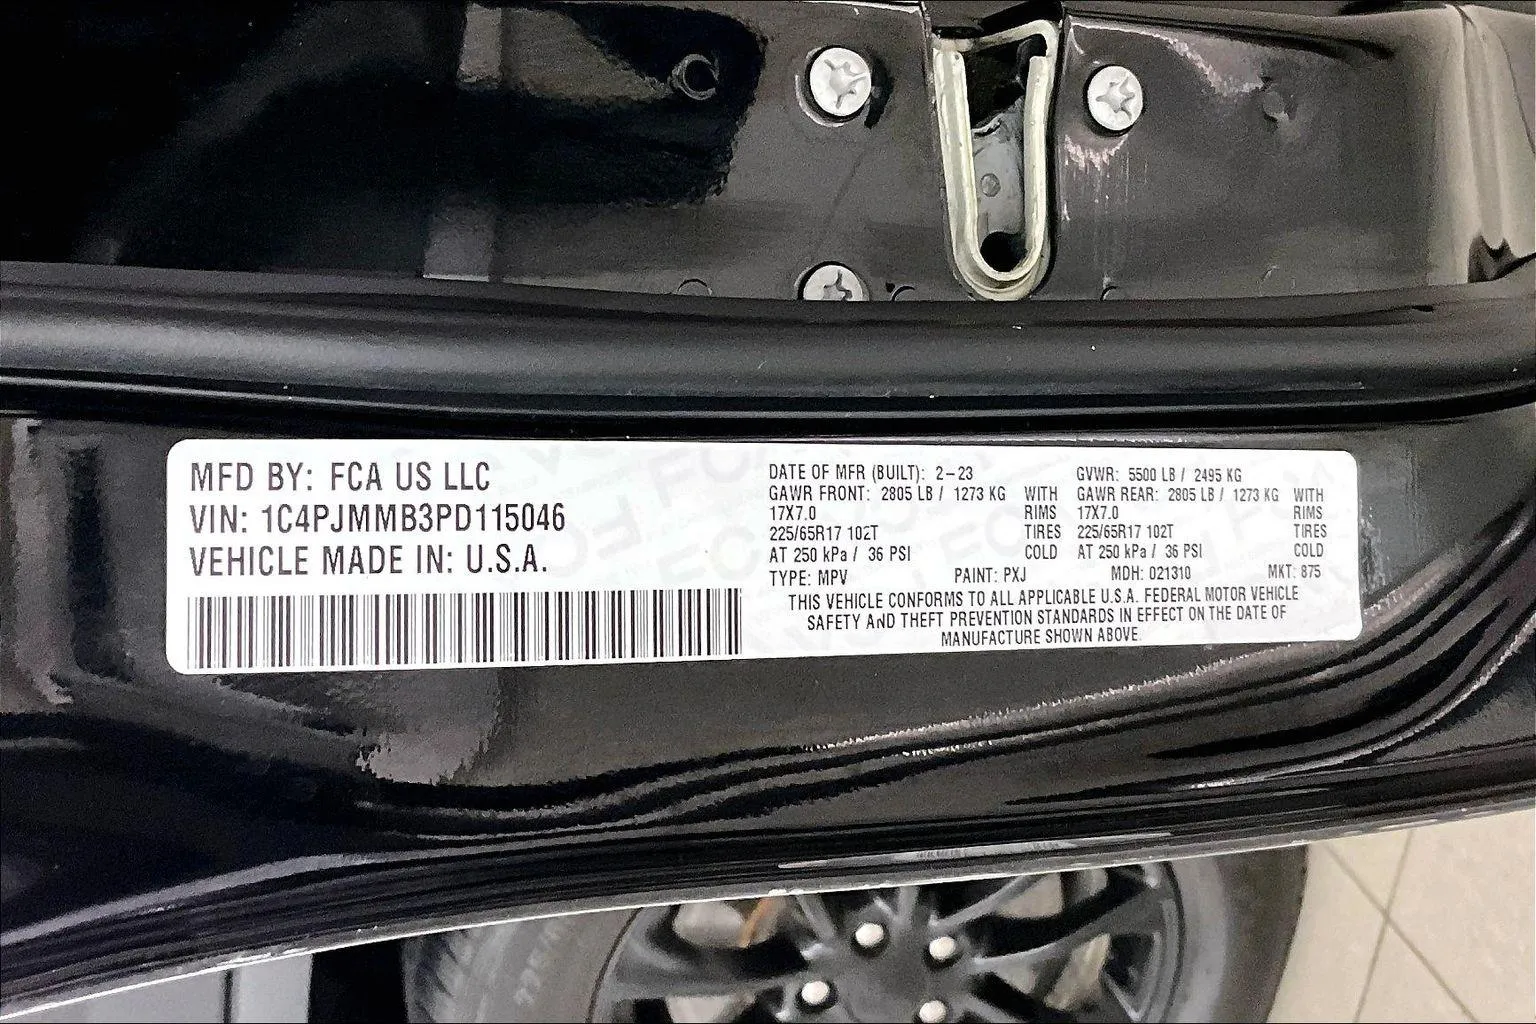 MFD BY: FCA US LLC
VIN: 1C4PJMMB3PD115046
VEHICLE MADE IN: U.S.A.
DATE OF MFR (BUILT): 2-23
GAWR FRONT: 2805 LB / 1273 KG WITH
17X7.0 RIMS
225/65R17 102T TIRES
AT 250 kPa / 36 PSI COLD
GVWR: 5500 LB / 2495 KG
GAWR REAR: 2805 LB / 1273 KG WITH
17X7.0 RIMS
225/65R17 102T TIRES
AT 250 kPa / 36 PSI COLD
TYPE: MPV PAINT: PXJ MDH: 021310 MKT: 875
THIS VEHICLE CONFORMS TO ALL APPLICABLE U.S.A. FEDERAL MOTOR VEHICLE
SAFETY AND THEFT PREVENTION STANDARDS IN EFFECT ON THE DATE OF
MANUFACTURE SHOWN ABOVE.